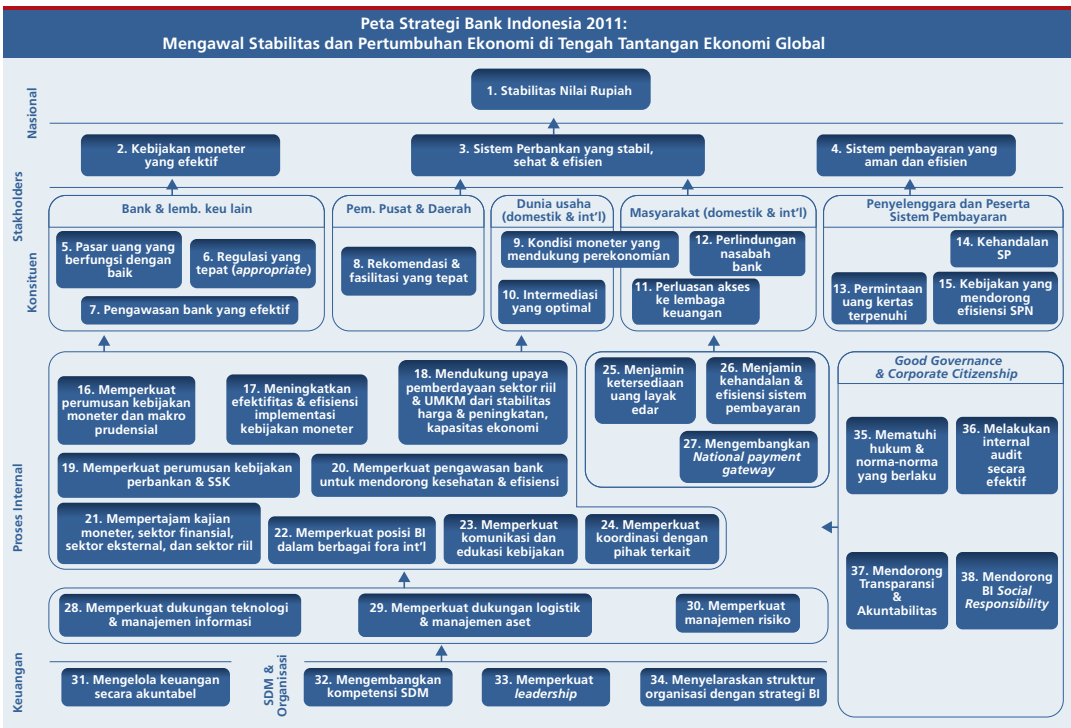 Peta Strategi Bank Indonesia 2011:
Mengawal Stabilitas dan Pertumbuhan Ekonomi di Tengah Tantangan Ekonomi Global
Nasional
1. Stabilitas Nilai Rupiah
Stakholders
2. Kebijakan moneter
yang efektif
3. Sistem Perbankan yang stabil,
sehat & efisien
4. Sistem pembayaran yang
aman dan efisien
Konsituen
Bank & lemb. keu lain
5. Pasar uang yang
berfungsi dengan
baik
6. Regulasi yang
tepat (appropriate)
7. Pengawasan bank yang efektif
Pem. Pusat & Daerah
8. Rekomendasi &
fasilitasi yang tepat
Dunia usaha
(domestik & int'l)
9. Kondisi moneter yang
mendukung perekonomian
10. Intermediasi
yang optimal
Masyarakat (domestik & int'l)
12. Perlindungan
nasabah
bank
11. Perluasan akses
ke lembaga
keuangan
Penyelenggara dan Peserta
Sistem Pembayaran
14. Kehandalan
SP
13. Permintaan
uang kertas
terpenuhi
15. Kebijakan yang
mendorong
efisiensi SPN
Proses Internal
16. Memperkuat
perumusan kebijakan
moneter dan makro
prudensial
17. Meningkatkan
efektifitas & efisiensi
implementasi
kebijakan moneter
18. Mendukung upaya
pemberdayaan sektor riil
& UMKM dari stabilitas
harga & peningkatan,
kapasitas ekonomi
19. Memperkuat perumusan kebijakan
perbankan & SSK
20. Memperkuat pengawasan bank
untuk mendorong kesehatan & efisiensi
21. Mempertajam kajian
moneter, sektor finansial,
sektor eksternal, dan sektor riil
22. Memperkuat posisi BI
dalam berbagai fora int'l
23. Memperkuat
komunikasi dan
edukasi kebijakan
24. Memperkuat
koordinasi dengan
pihak terkait
25. Menjamin
ketersediaan
uang layak
edar
26. Menjamin
kehandalan &
efisiensi sistem
pembayaran
27. Mengembangkan
National payment
gateway
Good Governance
& Corporate Citizenship
35. Mematuhi
hukum &
norma-norma
yang berlaku
36. Melakukan
internal
audit
secara
efektif
37. Mendorong
Transparansi
&
Akuntabilitas
38. Mendorong
BI Social
Responsibility
28. Memperkuat dukungan teknologi
& manajemen informasi
29. Memperkuat dukungan logistik
& manajemen aset
30. Memperkuat
manajemen risiko
Keuangan
31. Mengelola keuangan
secara akuntabel
SDM &
Organisasi
32. Mengembangkan
kompetensi SDM
33. Memperkuat
leadership
34. Menyelaraskan struktur
organisasi dengan strategi BI